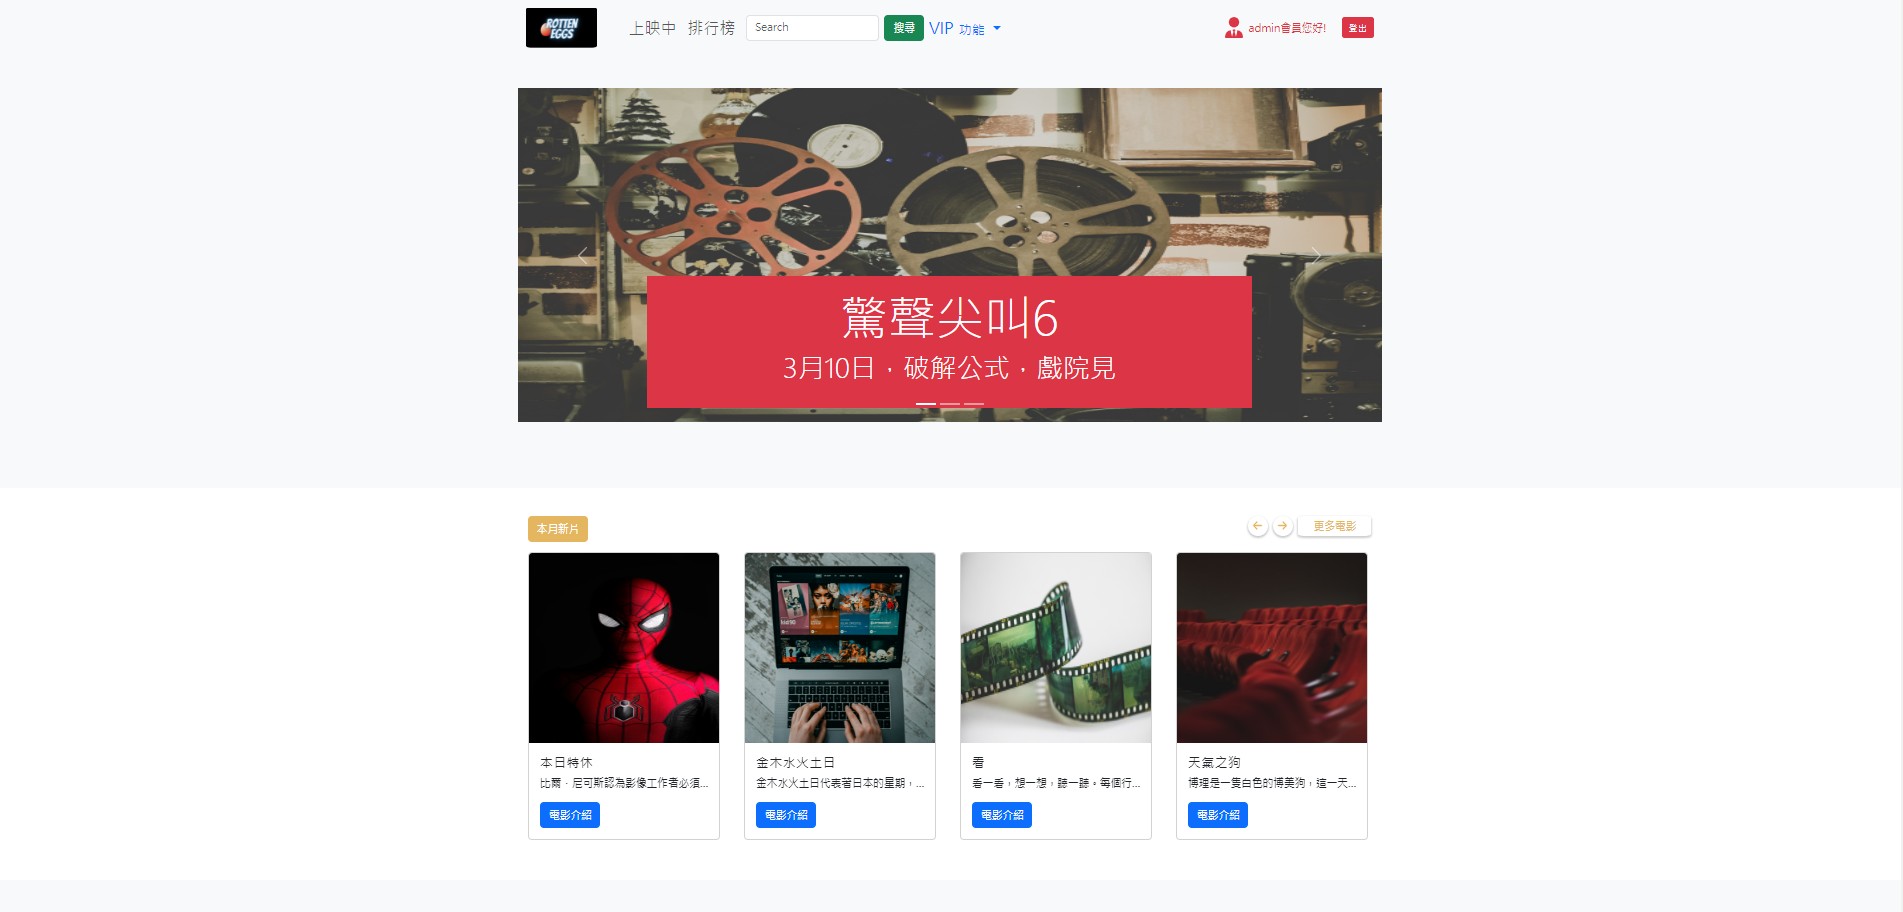 ROTTEN
EGGS
上映中 排行榜 Search 搜尋 VIP 功能
admin會員您好! 登出
驚聲尖叫6
3月10日，破解公式，戲院見
本月新片
更多電影
本日特休
比爾．尼可斯認為影像工作者必須...
電影介紹
金木水火土日
金木水火土日代表著日本的星期，...
電影介紹
看
看一看，想一想，聽一聽。每個行...
電影介紹
天氣之狗
博理是一隻白色的博美狗，這一天...
電影介紹